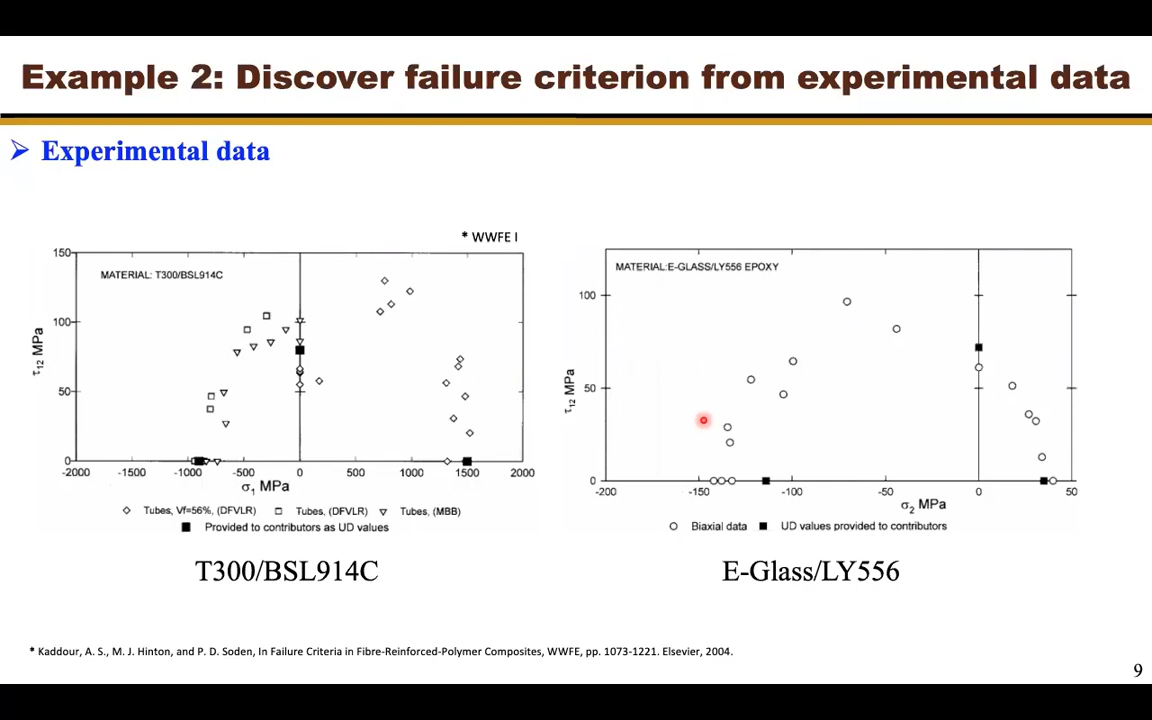 Example 2: Discover failure criterion from experimental data
➢ Experimental data
* WWFE I
150
100
50
0
τ12 MPa
MATERIAL: T300/BSL914C
-2000 -1500 -1000 -500 0 500 1000 1500 2000
σ1 MPa
◇ Tubes, Vf=56%, (DFVLR) □ Tubes, (DFVLR) ▽ Tubes, (MBB)
■ Provided to contributors as UD values
T300/BSL914C
MATERIAL:E-GLASS/LY556 EPOXY
100
50
0
τ12 MPa
-200 -150 -100 -50 0 50
σ2 MPa
○ Biaxial data ■ UD values provided to contributors
E-Glass/LY556
* Kaddour, A. S., M. J. Hinton, and P. D. Soden, In Failure Criteria in Fibre-Reinforced-Polymer Composites, WWFE, pp. 1073-1221. Elsevier, 2004.
9